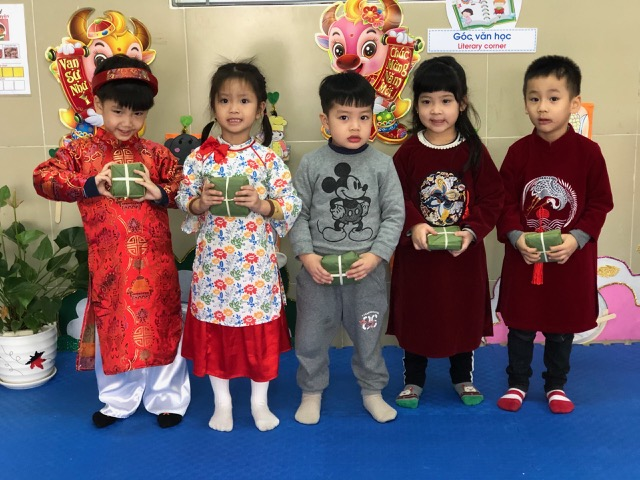 Vạn
Sự
Như
Ý
Chúc
Mừng
Năm
Mới
Góc văn học
Literary corner